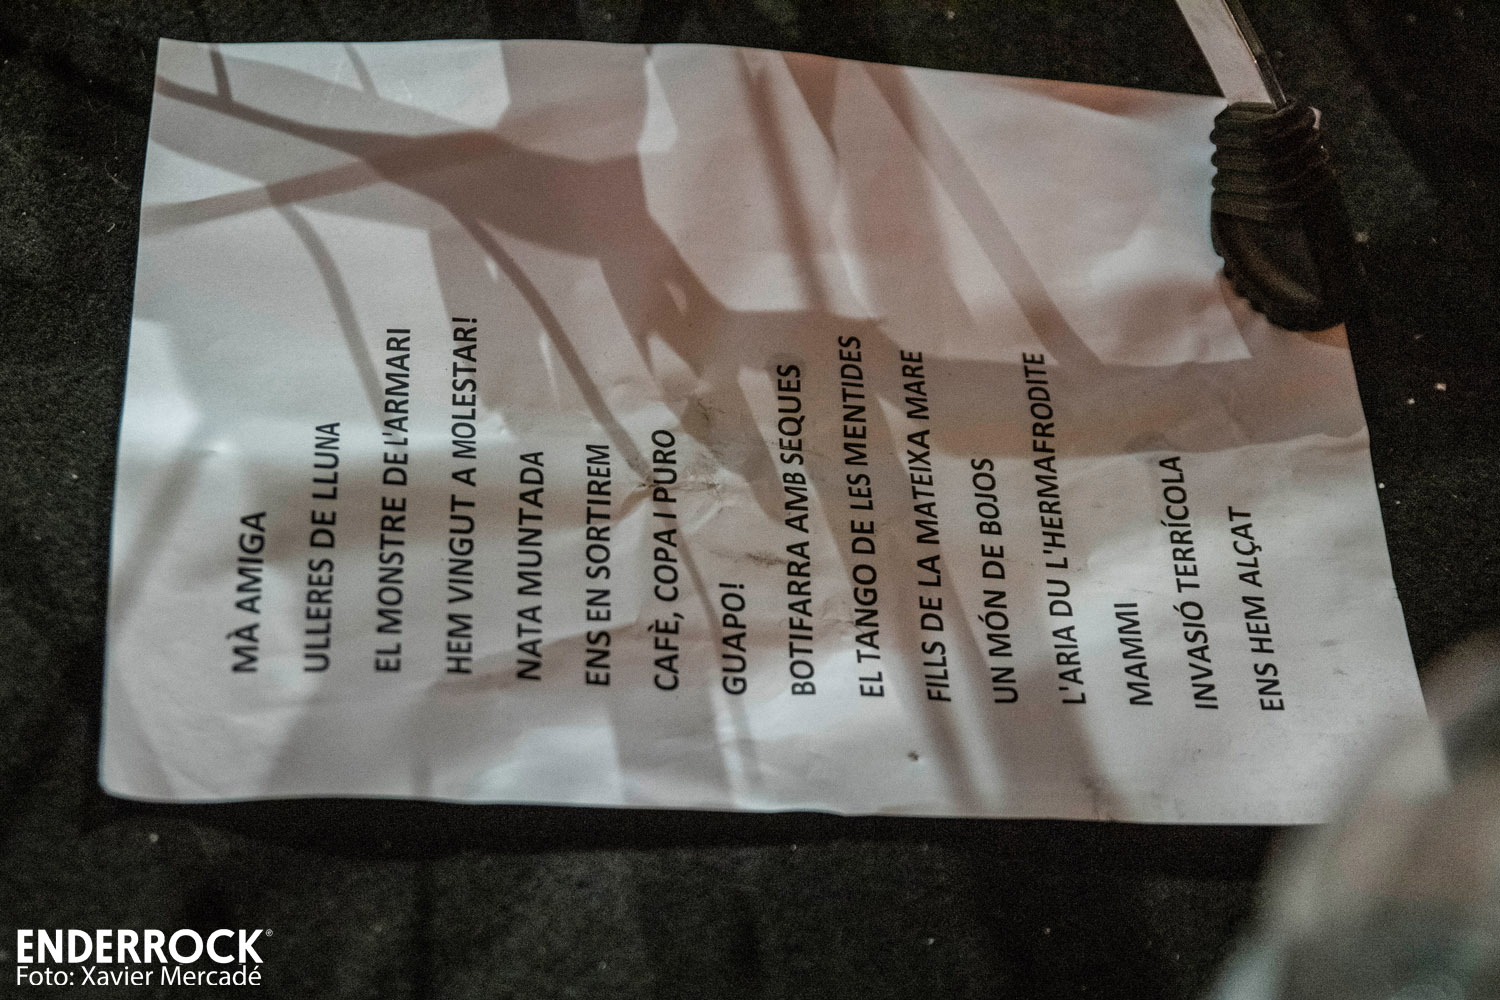 MÀ AMIGA
ULLERES DE LLUNA
EL MONSTRE DE L'ARMARI
HEM VINGUT A MOLESTAR!
NATA MUNTADA
ENS EN SORTIREM
CAFÈ, COPA I PURO
GUAPO!
BOTIFARRA AMB SEQUES
EL TANGO DE LES MENTIDES
FILLS DE LA MATEIXA MARE
UN MÓN DE BOJOS
L'ARIA DU L'HERMAFRODITE
MAMMI
INVASIÓ TERRÍCOLA
ENS HEM ALÇAT
ENDERROCK®
Foto: Xavier Mercadé